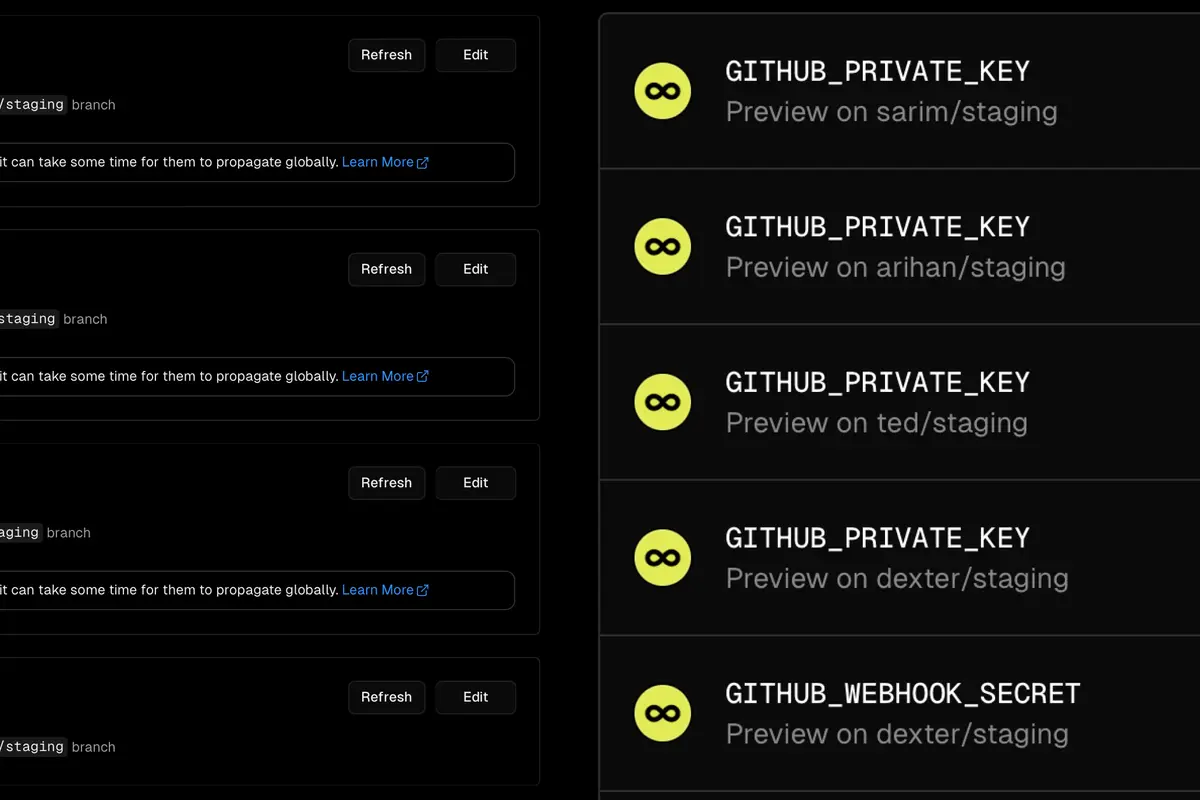 Refresh
Edit
/staging branch
it can take some time for them to propagate globally. Learn More
Refresh
Edit
staging branch
it can take some time for them to propagate globally. Learn More
Refresh
Edit
aging branch
it can take some time for them to propagate globally. Learn More
Refresh
Edit
/staging branch
GITHUB_PRIVATE_KEY
Preview on sarim/staging
GITHUB_PRIVATE_KEY
Preview on arihan/staging
GITHUB_PRIVATE_KEY
Preview on ted/staging
GITHUB_PRIVATE_KEY
Preview on dexter/staging
GITHUB_WEBHOOK_SECRET
Preview on dexter/staging